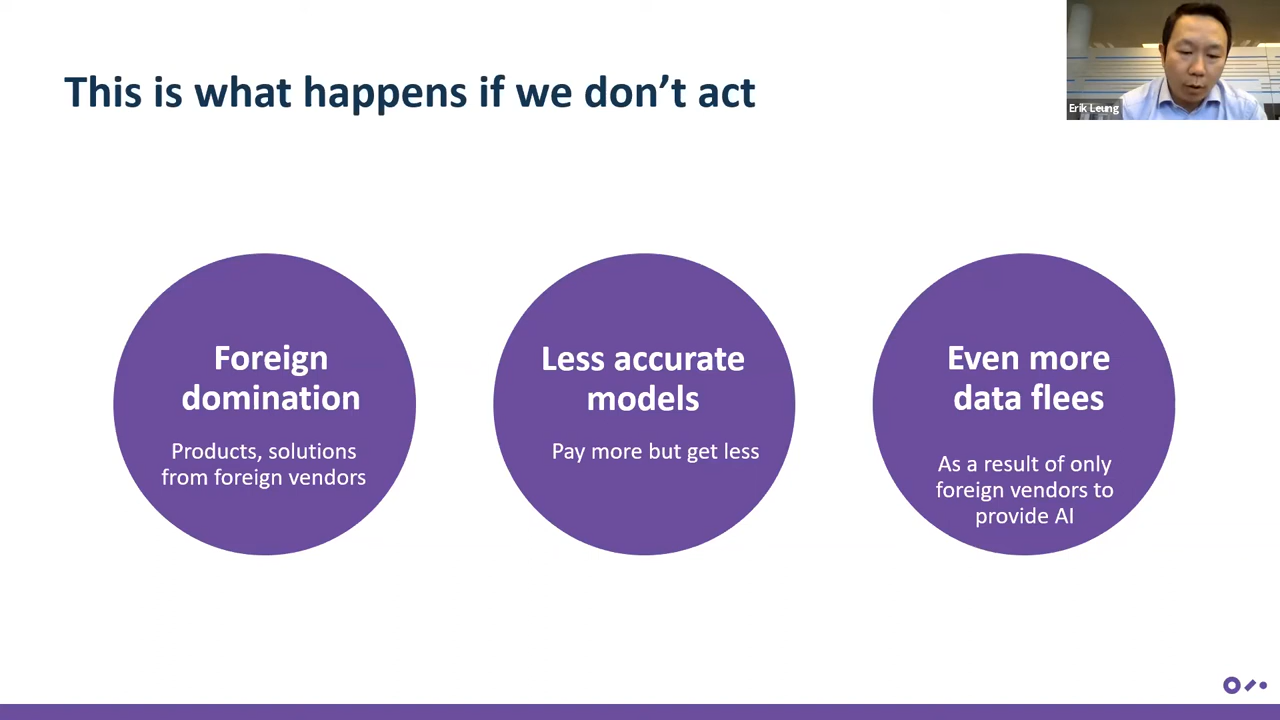 This is what happens if we don't act
Erik Leung
Foreign
domination
Products, solutions
from foreign vendors
Less accurate
models
Pay more but get less
Even more
data flees
As a result of only
foreign vendors to
provide AI